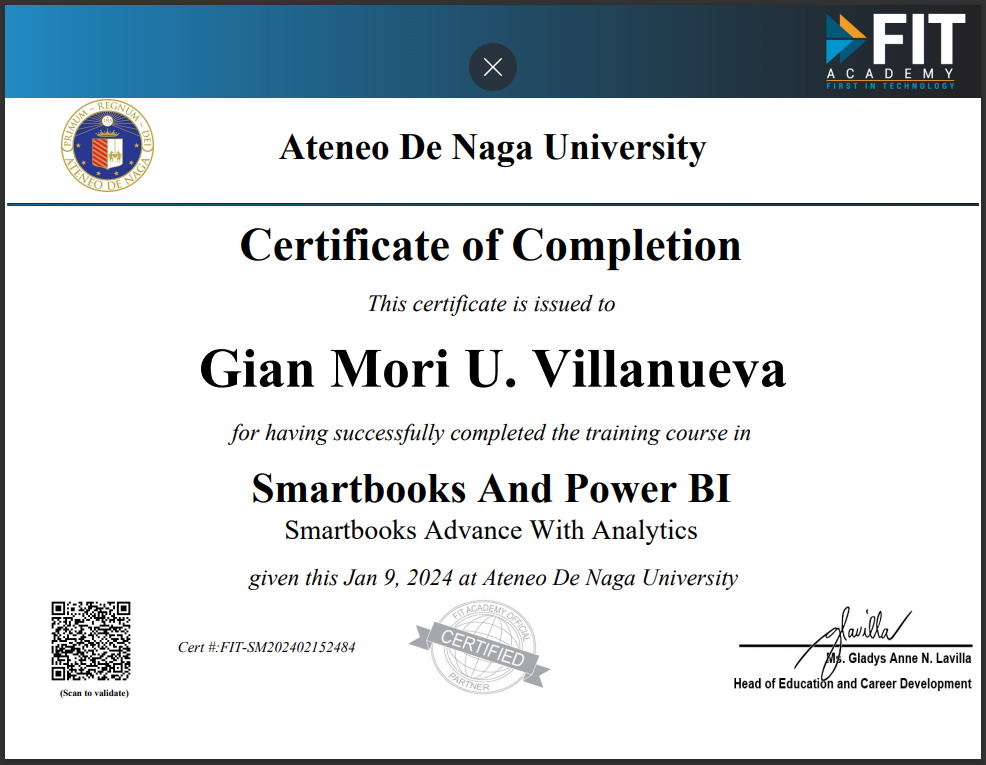 FIT
ACADEMY
FIRST IN TECHNOLOGY
PRIMUM ~ REGNUM ~ DEI
ATENEO DE NAGA
Ateneo De Naga University
Certificate of Completion
This certificate is issued to
Gian Mori U. Villanueva
for having successfully completed the training course in
Smartbooks And Power BI
Smartbooks Advance With Analytics
given this Jan 9, 2024 at Ateneo De Naga University
(Scan to validate)
Cert #:FIT-SM202402152484
FIT ACADEMY OFFICIAL
CERTIFIED
PARTNER
glavilla
Ms. Gladys Anne N. Lavilla
Head of Education and Career Development